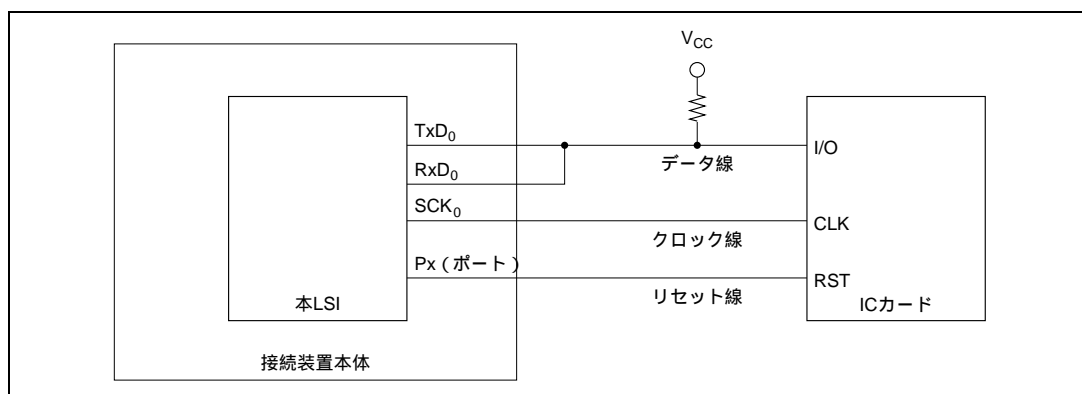 VCC
TxD0
RxD0
SCK0
Px（ポート）
本LSI
接続装置本体
データ線
クロック線
リセット線
I/O
CLK
RST
ICカード